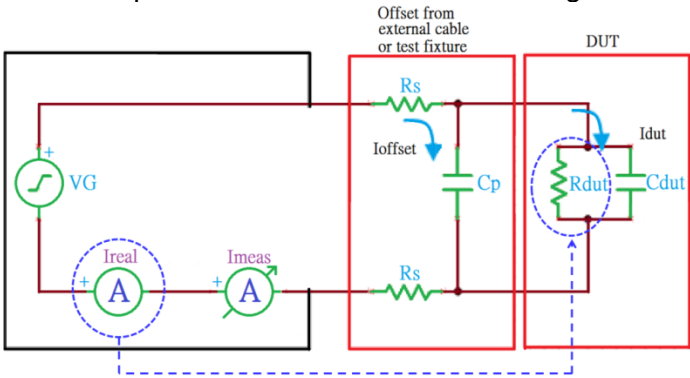 Offset from
external cable
or test fixture
DUT
Rs
Ioffset
Idut
+
VG
Cp
Rdut
Cdut
Ireal
Imeas
Rs
+
A
+
A